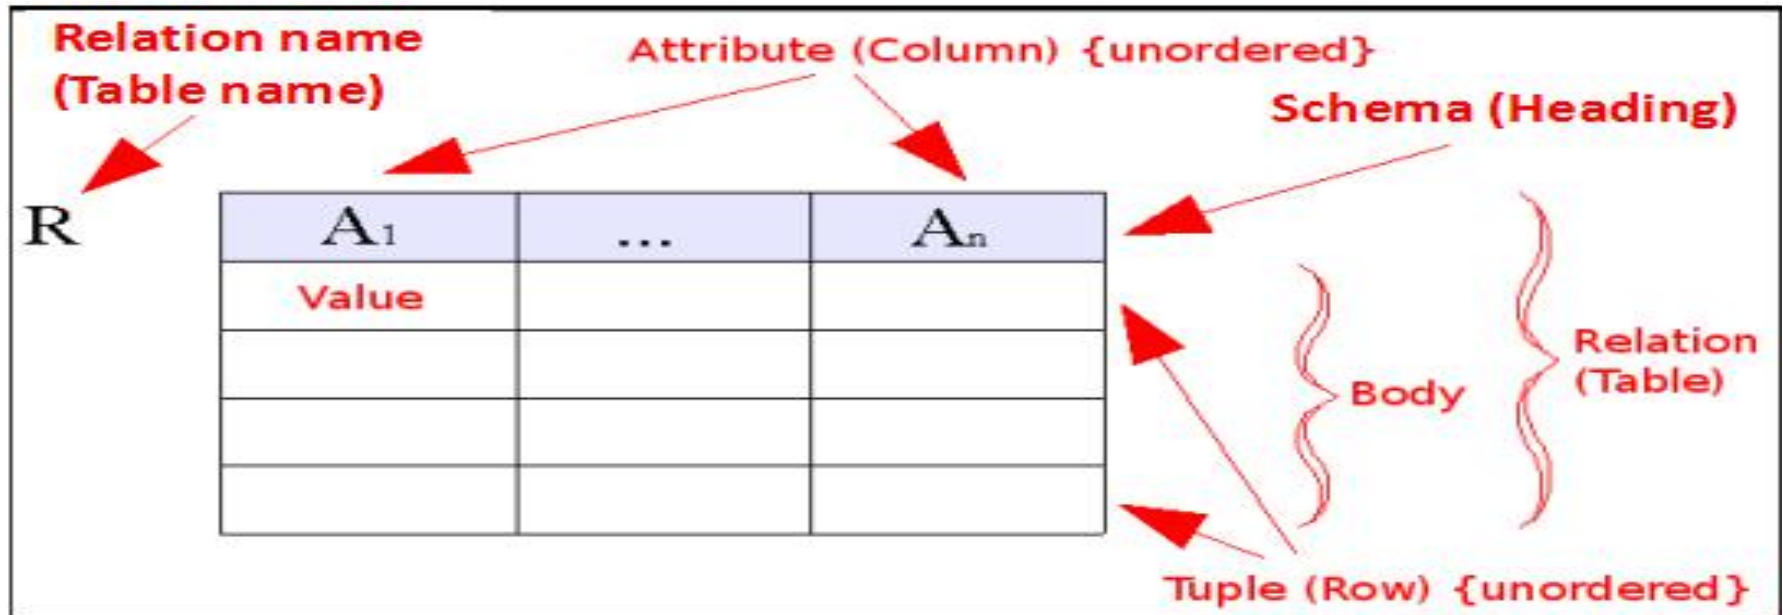 Relation name
(Table name)
Attribute (Column) {unordered}
Schema (Heading)
R
A₁ ... Aₙ
Value
Relation
(Table)
Body
Tuple (Row) {unordered}